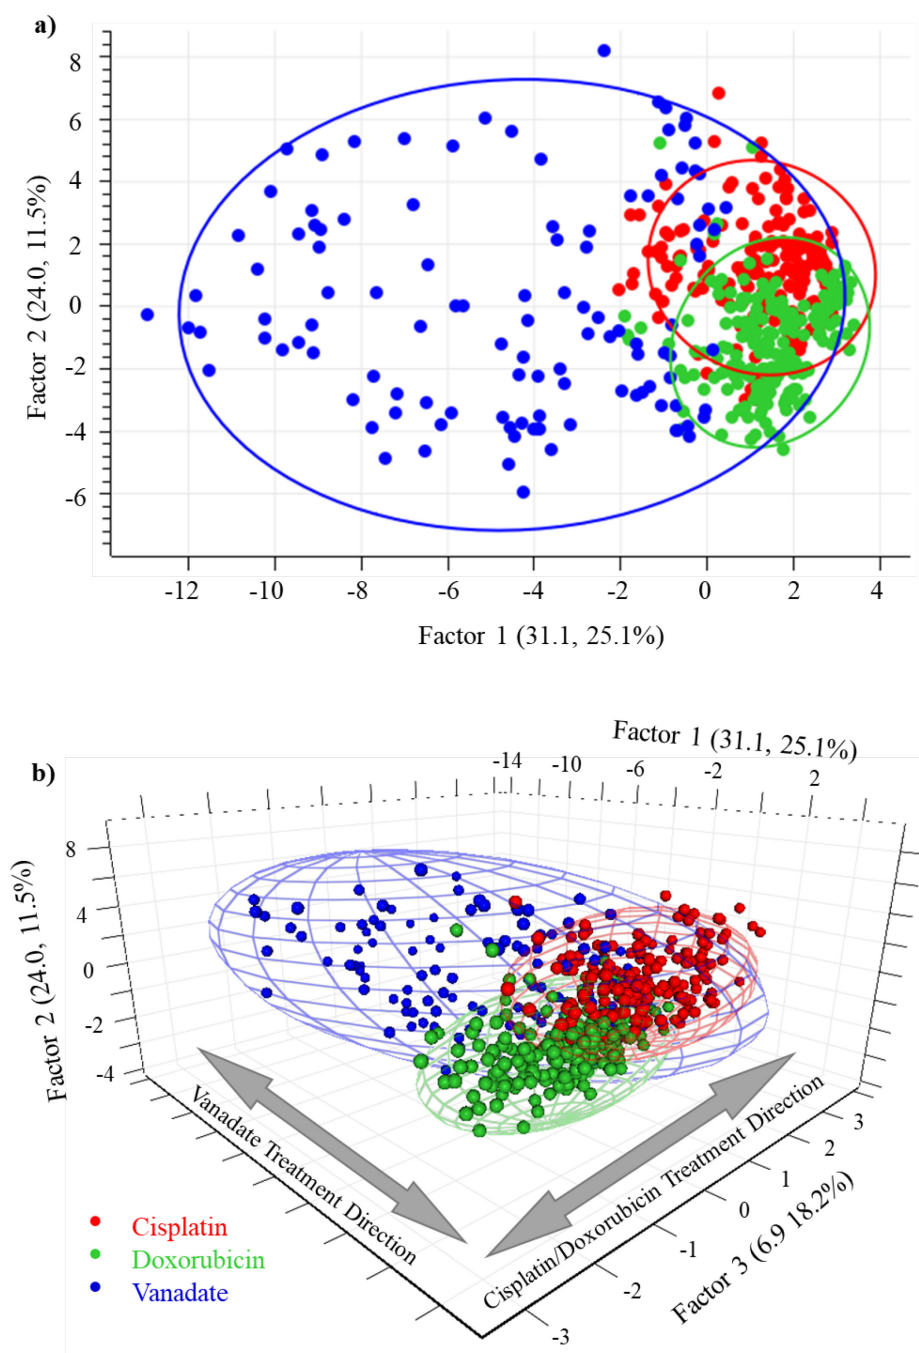 a)
8
6
4
2
0
-2
-4
-6
Factor 2 (24.0, 11.5%)
-12 -10 -8 -6 -4 -2 0 2 4
Factor 1 (31.1, 25.1%)
b)
Factor 1 (31.1, 25.1%)
-14 -10 -6 -2 2
8
4
0
-2
-4
Factor 2 (24.0, 11.5%)
Vanadate Treatment Direction
Cisplatin/Doxorubicin Treatment Direction
3
2
1
0
-1
-2
-3
Factor 3 (6.9 18.2%)
Cisplatin
Doxorubicin
Vanadate